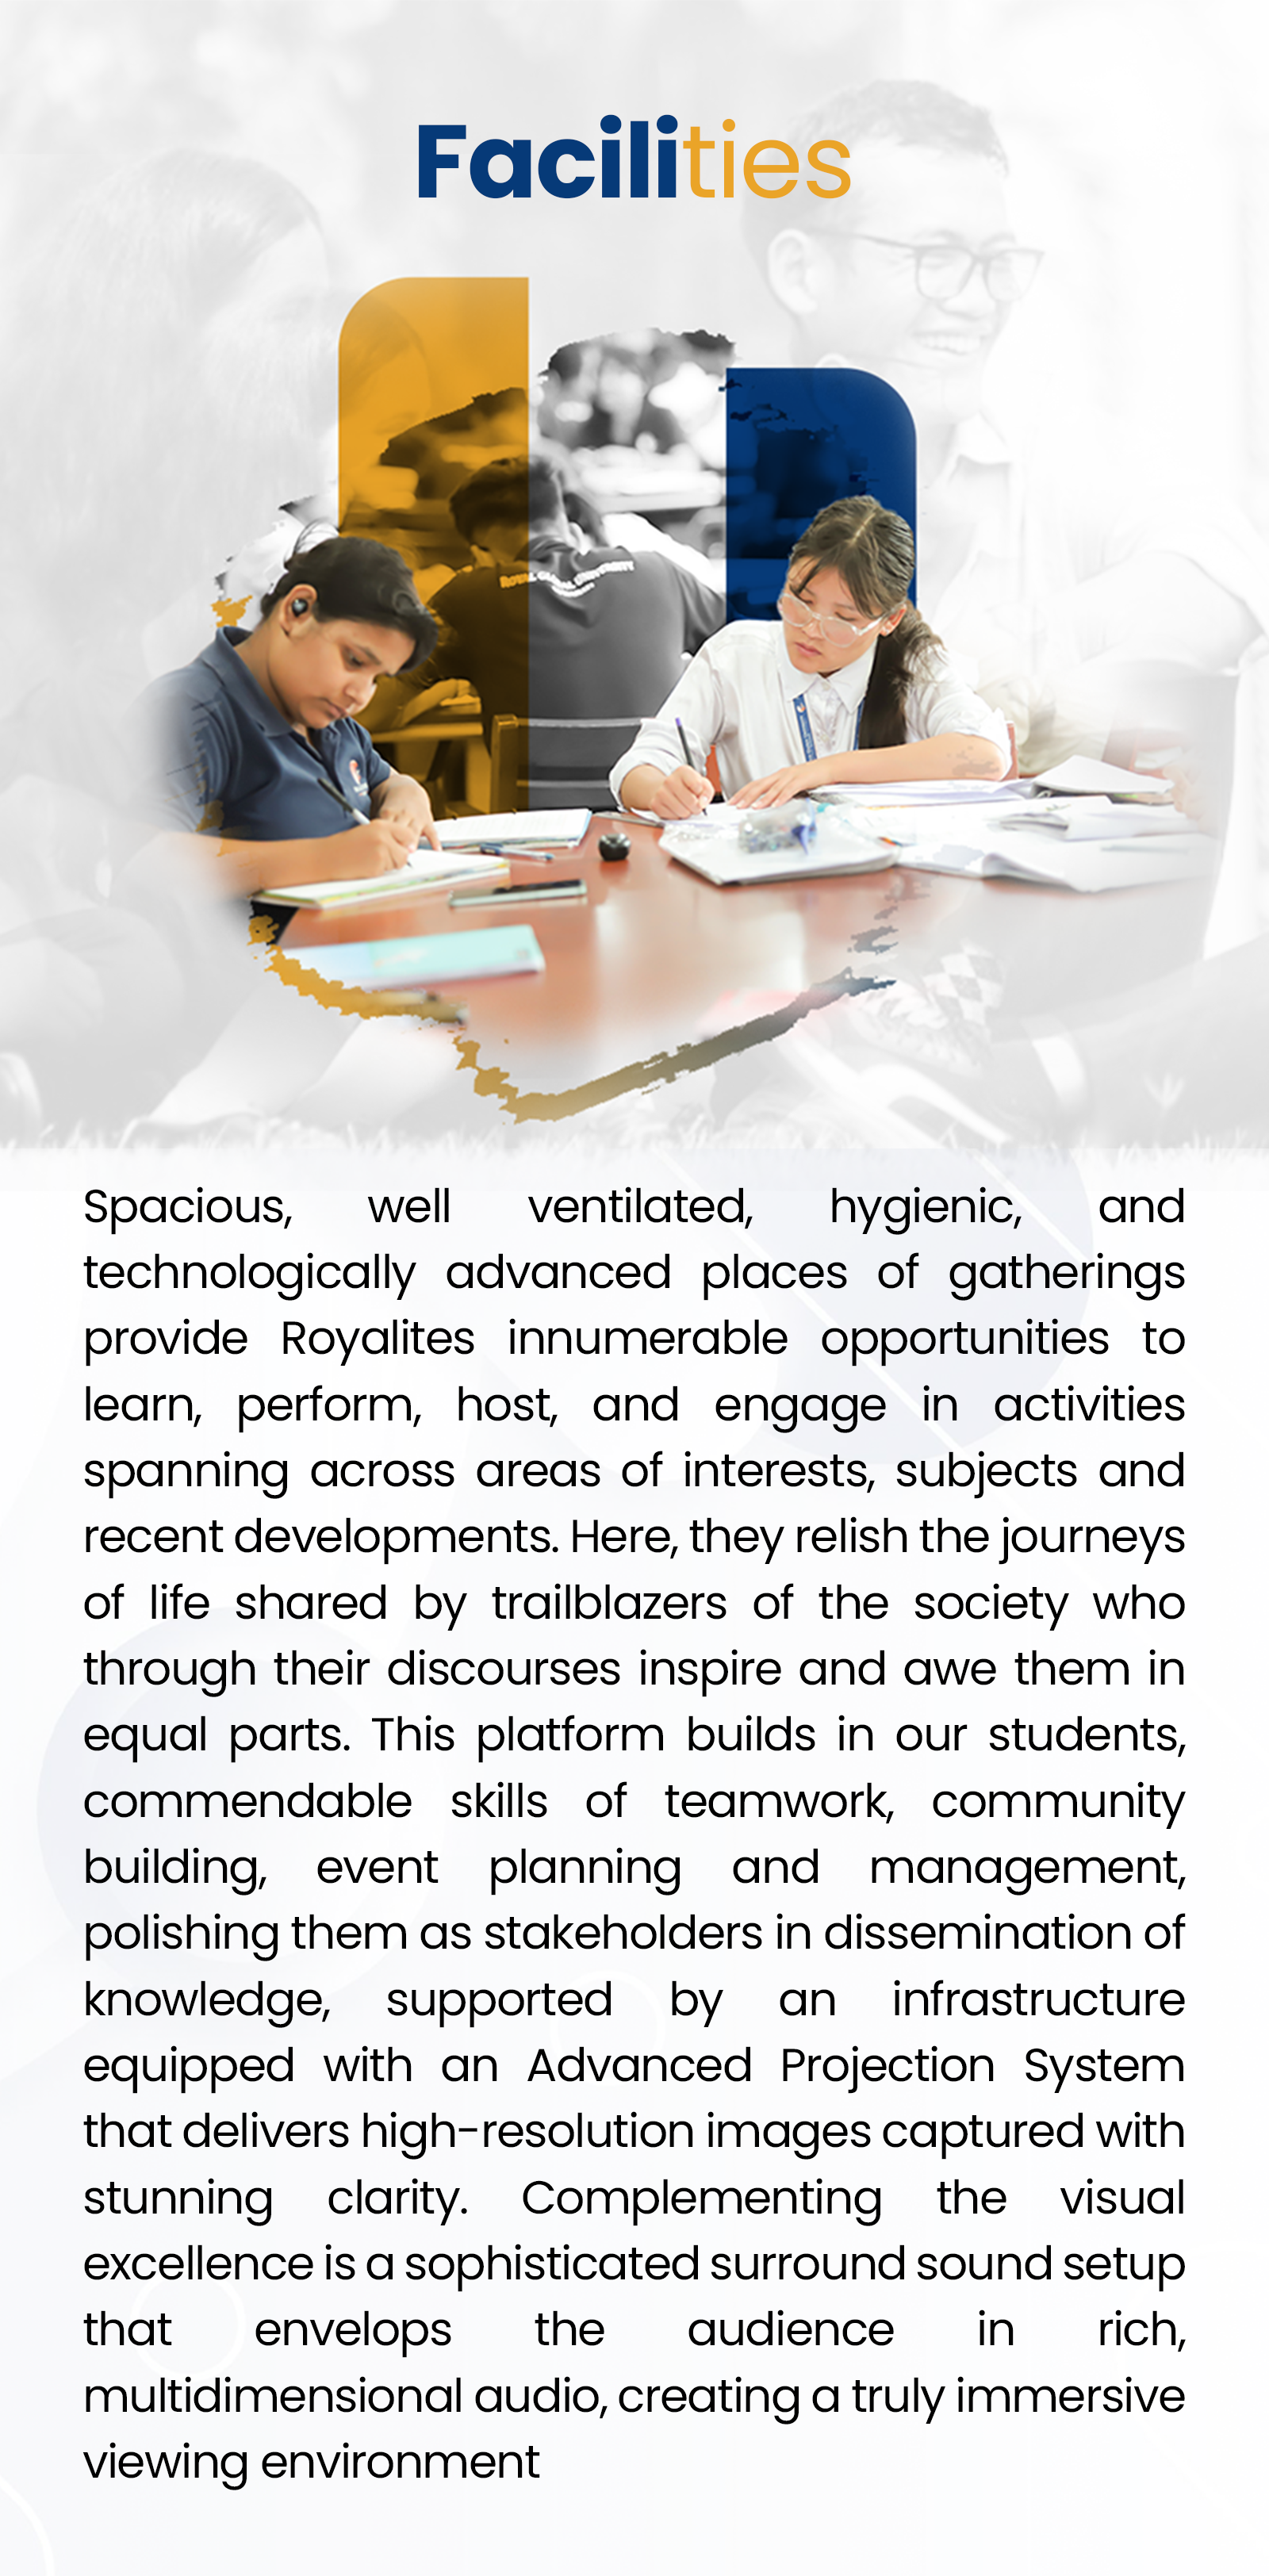 Facilities
ROYAL GLOBAL UNIVERSITY
Spacious, well ventilated, hygienic, and
technologically advanced places of gatherings
provide Royalites innumerable opportunities to
learn, perform, host, and engage in activities
spanning across areas of interests, subjects and
recent developments. Here, they relish the journeys
of life shared by trailblazers of the society who
through their discourses inspire and awe them in
equal parts. This platform builds in our students,
commendable skills of teamwork, community
building, event planning and management,
polishing them as stakeholders in dissemination of
knowledge, supported by an infrastructure
equipped with an Advanced Projection System
that delivers high-resolution images captured with
stunning clarity. Complementing the visual
excellence is a sophisticated surround sound setup
that envelops the audience in rich,
multidimensional audio, creating a truly immersive
viewing environment